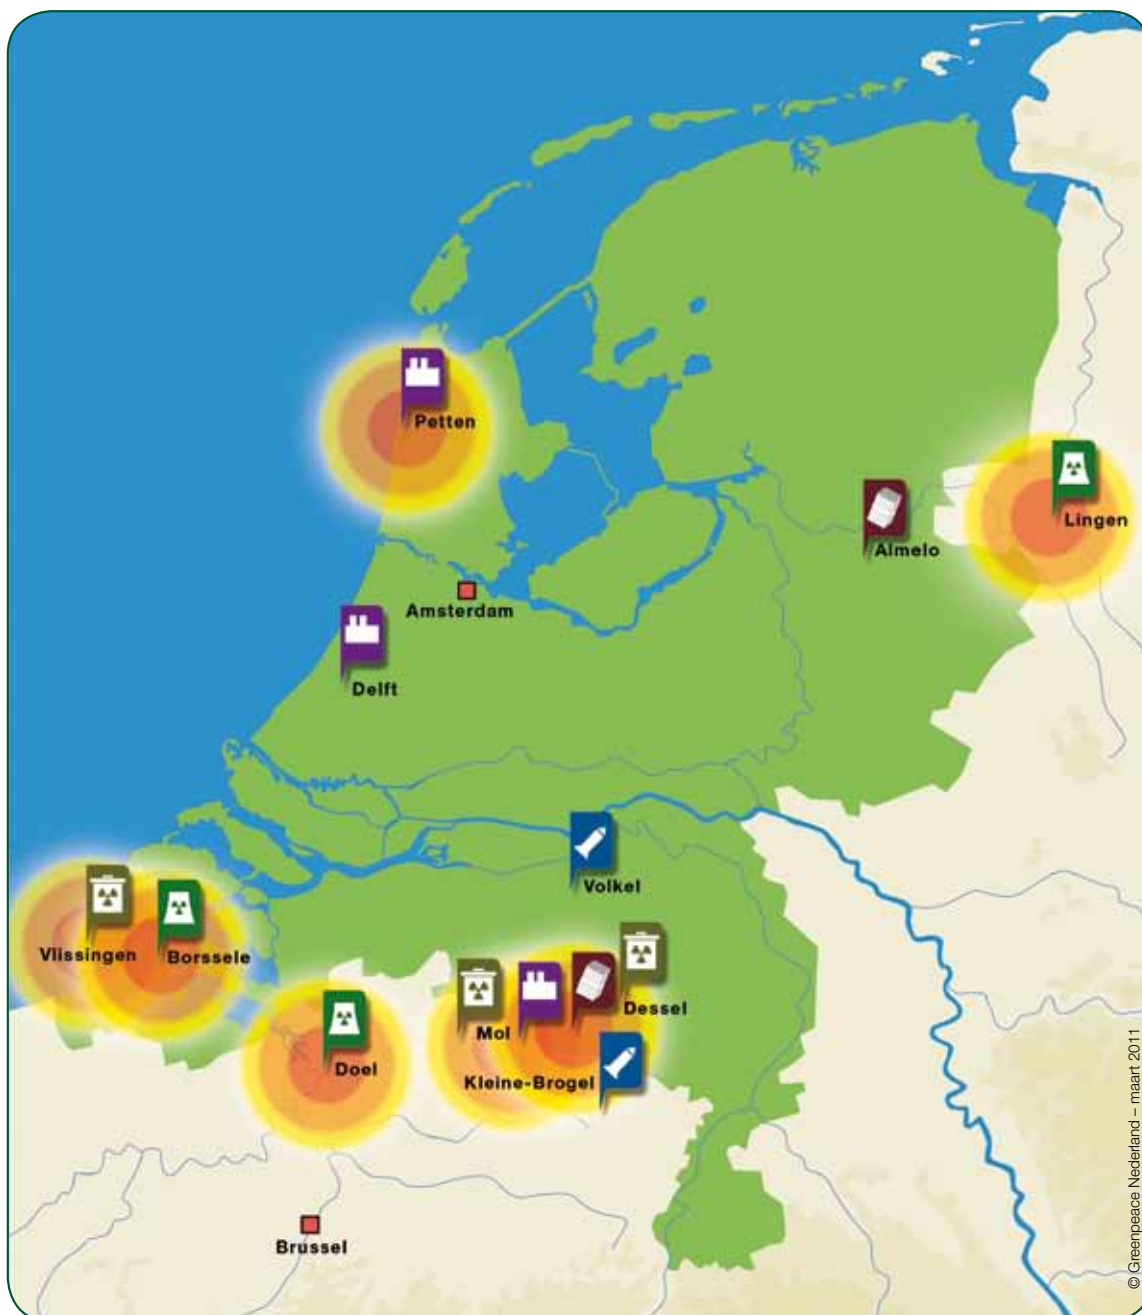 Petten
Lingen
Almelo
Amsterdam
Delft
Volkel
Vlissingen
Borssele
Dessel
Mol
Doel
Kleine-Brogel
Brussel
© Greenpeace Nederland – maart 2011